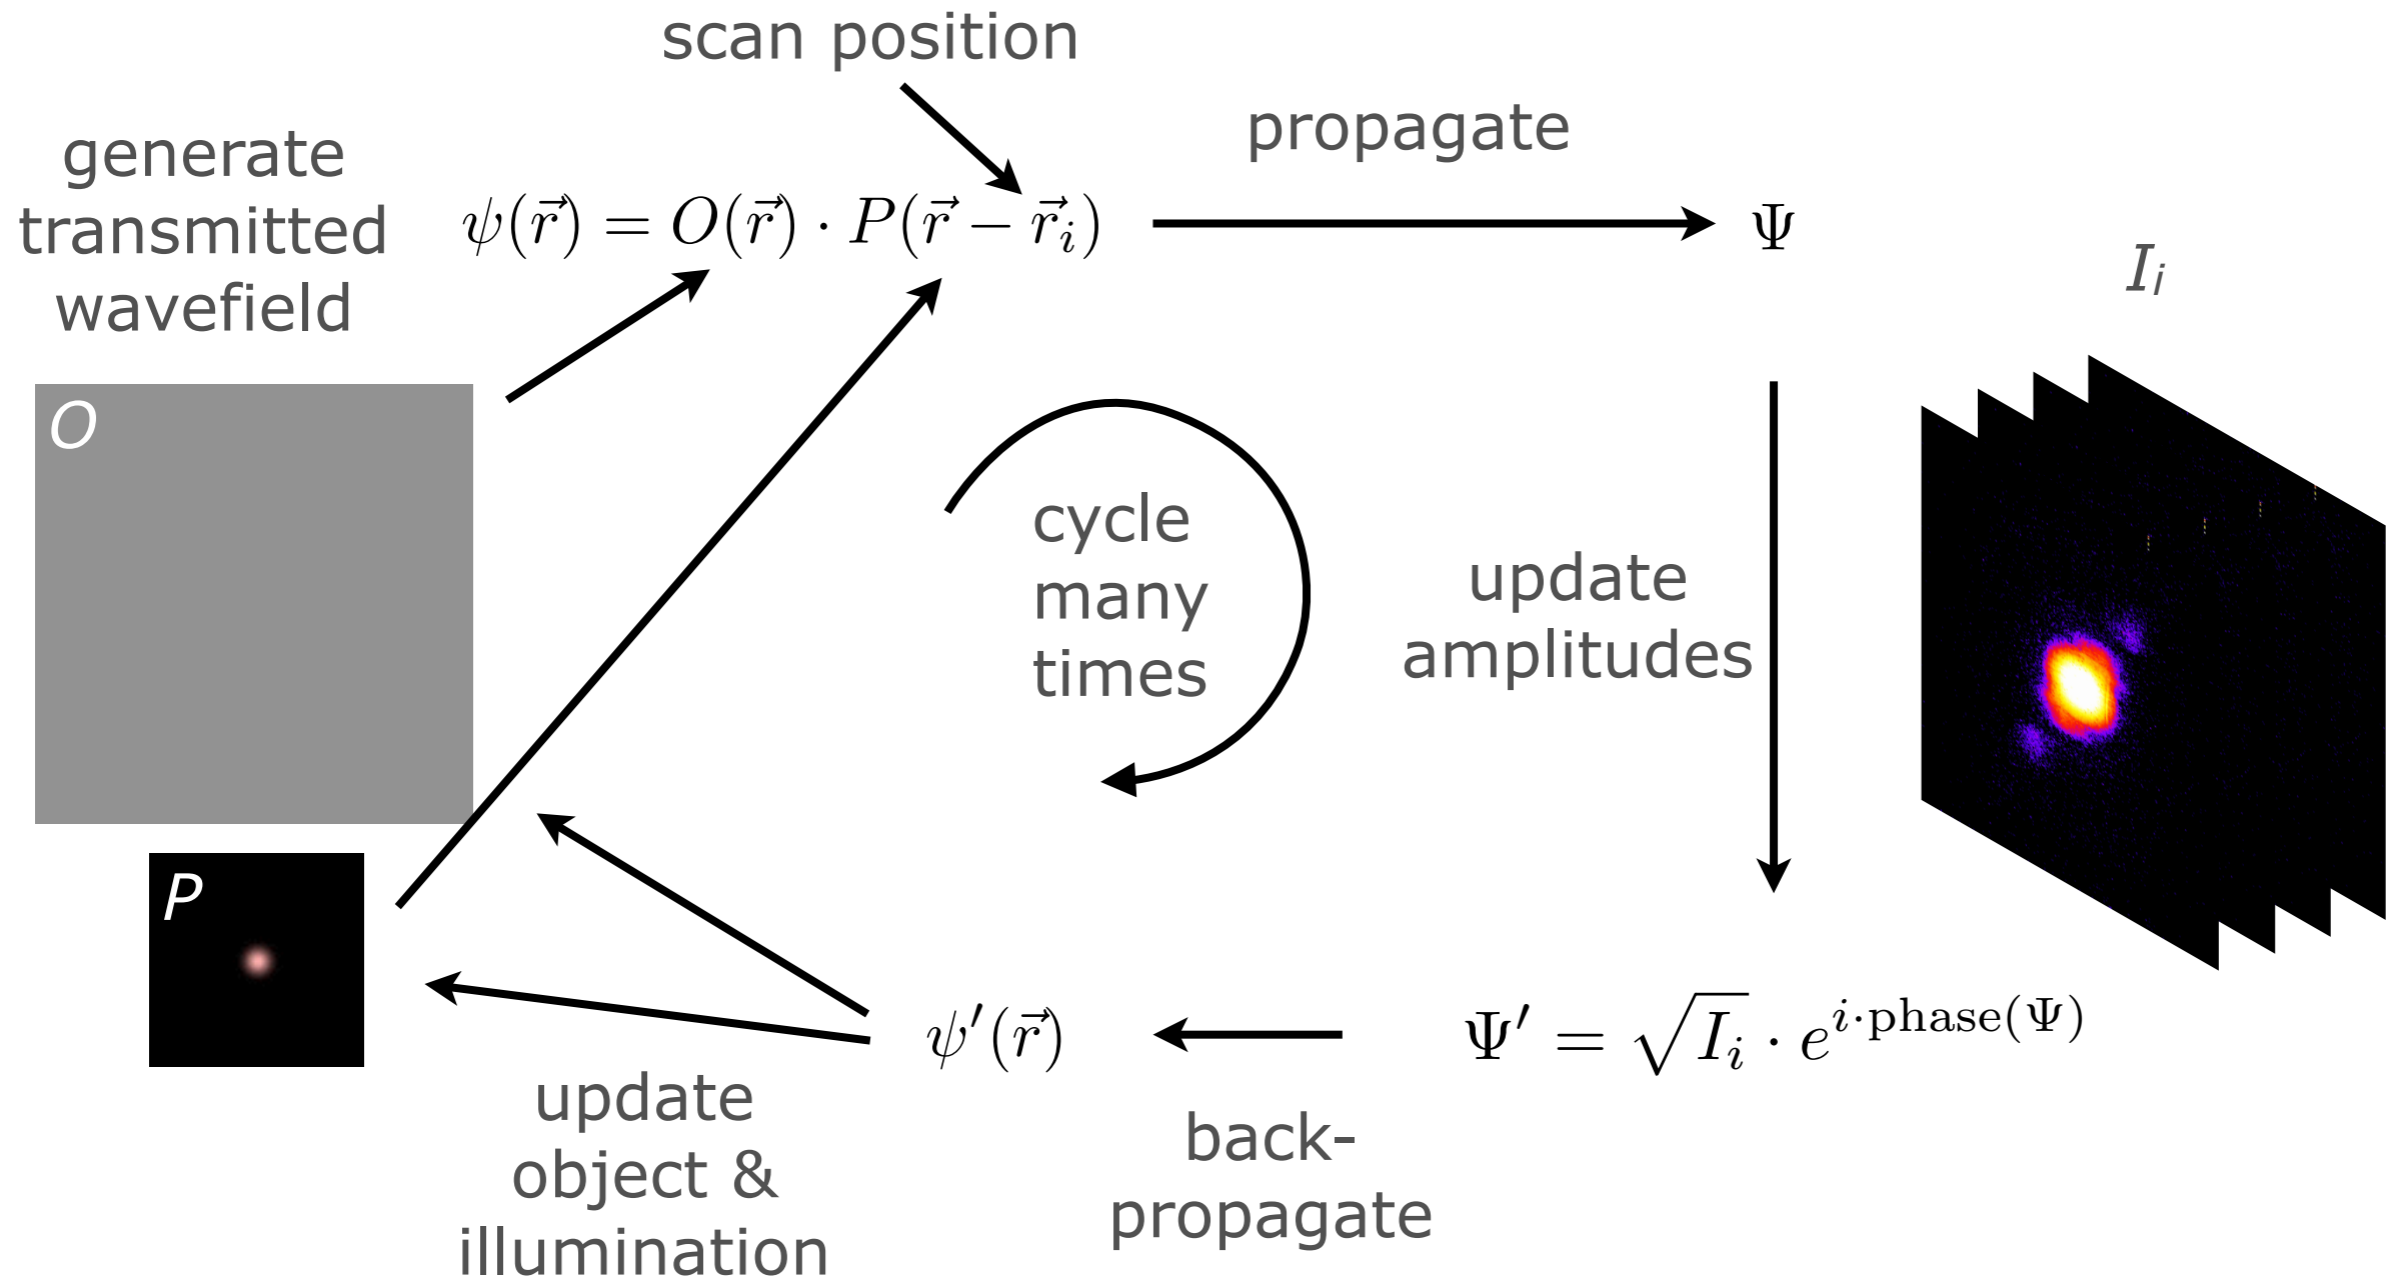 scan position
propagate
generate
transmitted
wavefield
ψ(r⃗) = O(r⃗) · P(r⃗ − r⃗ᵢ)
Ψ
Iᵢ
O
cycle
many
times
update
amplitudes
P
ψ′(r⃗)
Ψ′ = √Iᵢ · e^{i·phase(Ψ)}
update
object &
illumination
back-
propagate